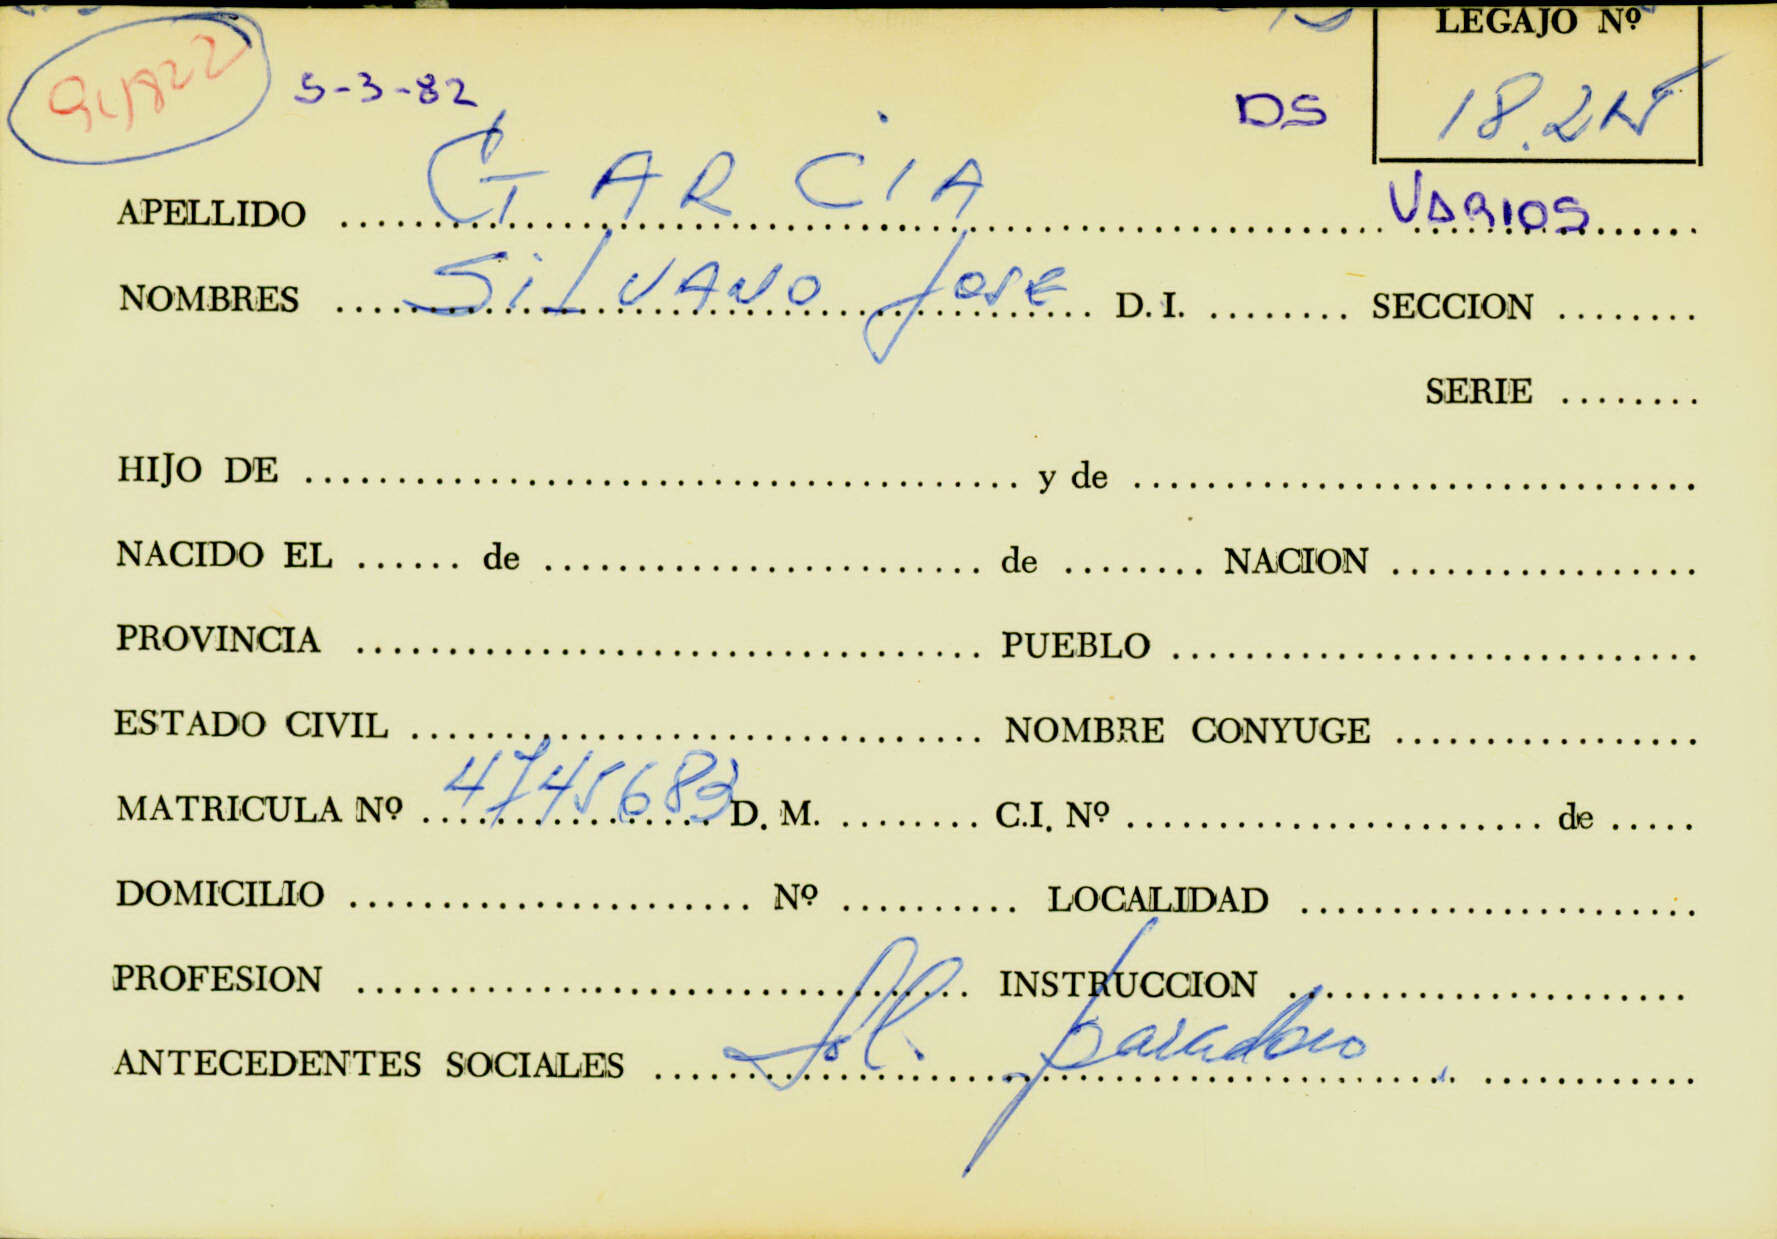 LEGAJO Nº
5-3-82
DS
18.215
APELLIDO GARCIA VARIOS
NOMBRES SILVANO JOSE D. I. ........ SECCION ........
SERIE ........
HIJO DE ........ y de ........
NACIDO EL ...... de ........ de ........ NACION ........
PROVINCIA ........ PUEBLO ........
ESTADO CIVIL ........ NOMBRE CONYUGE ........
MATRICULA Nº 4745683 D. M. ........ C.I. Nº ........ de .....
DOMICILIO ........ Nº ........ LOCALIDAD ........
PROFESION ........ INSTRUCCION ........
ANTECEDENTES SOCIALES Sol. paradero